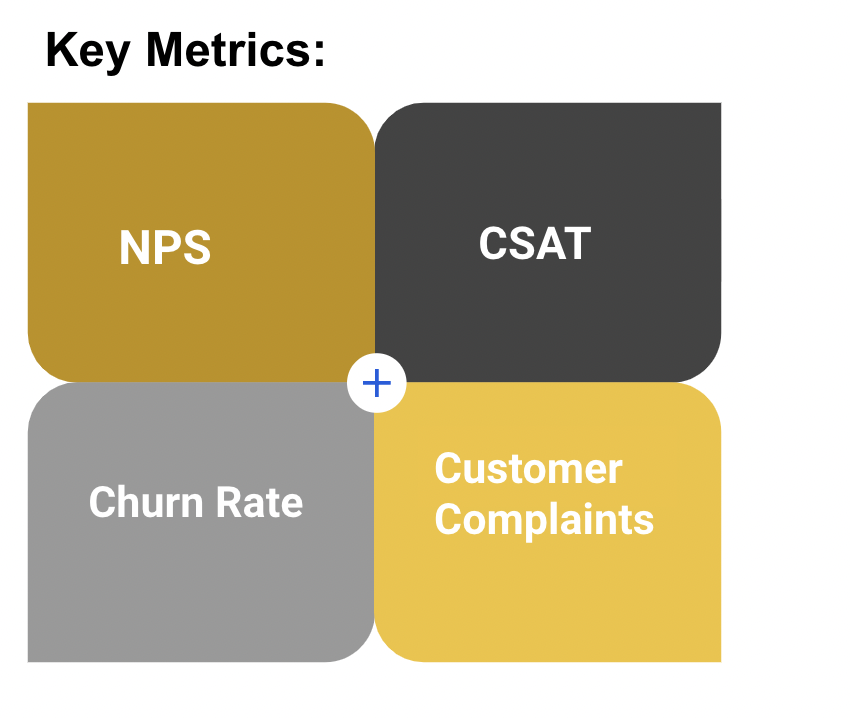 Key Metrics:
NPS
CSAT
Churn Rate
Customer
Complaints